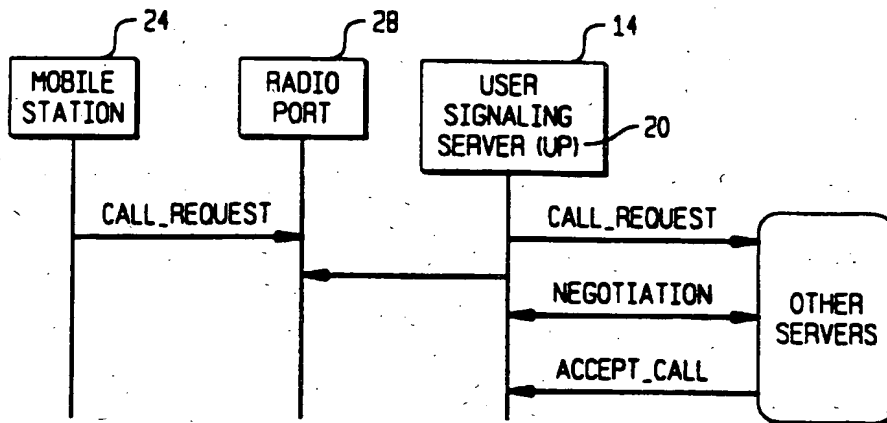 24
28
14
MOBILE
STATION
RADIO
PORT
USER
SIGNALING
SERVER (UP)
20
CALL_REQUEST
CALL_REQUEST
NEGOTIATION
OTHER
SERVERS
ACCEPT_CALL